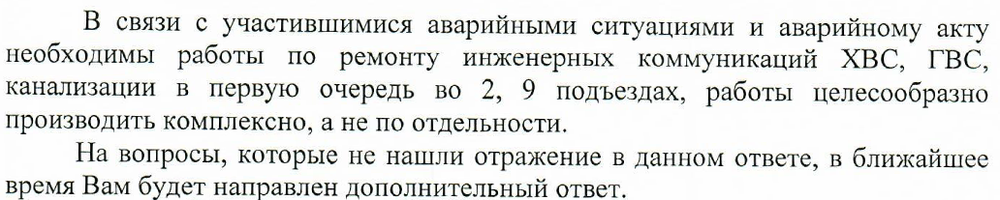 В связи с участившимися аварийными ситуациями и аварийному акту
необходимы работы по ремонту инженерных коммуникаций ХВС, ГВС,
канализации в первую очередь во 2, 9 подъездах, работы целесообразно
производить комплексно, а не по отдельности.
На вопросы, которые не нашли отражение в данном ответе, в ближайшее
время Вам будет направлен дополнительный ответ.